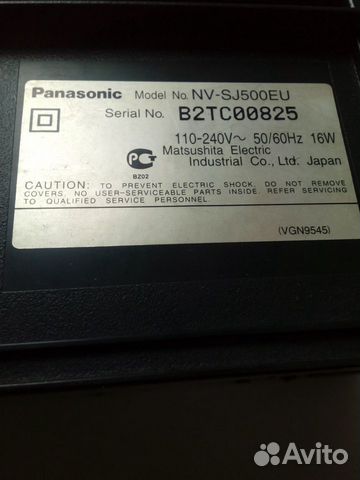 Panasonic Model No. NV-SJ500EU
Serial No. B2TC00825
110-240V~ 50/60Hz 16W
Matsushita Electric
Industrial Co., Ltd. Japan
BZ02
CAUTION: TO PREVENT ELECTRIC SHOCK, DO NOT REMOVE
COVERS. NO USER-SERVICEABLE PARTS INSIDE. REFER SERVICING
TO QUALIFIED SERVICE PERSONNEL.
(VGN9545)
Avito